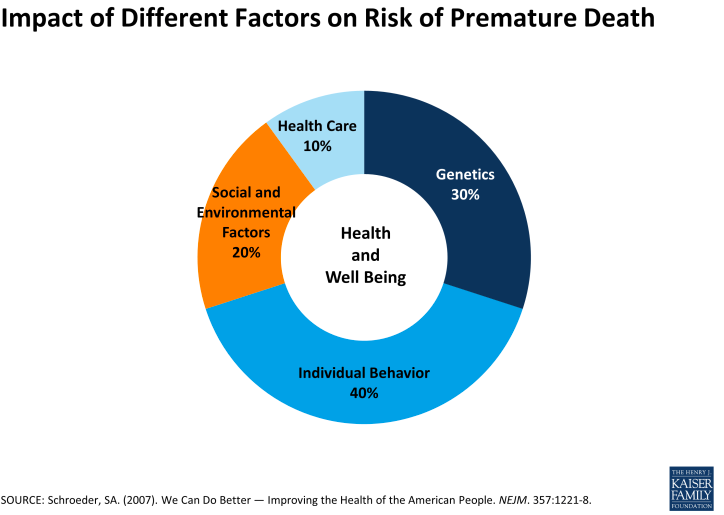 Impact of Different Factors on Risk of Premature Death
Health Care
10%
Genetics
30%
Social and
Environmental
Factors
20%
Health
and
Well Being
Individual Behavior
40%
THE HENRY J.
KAISER
FAMILY
FOUNDATION
SOURCE: Schroeder, SA. (2007). We Can Do Better — Improving the Health of the American People. NEJM. 357:1221-8.